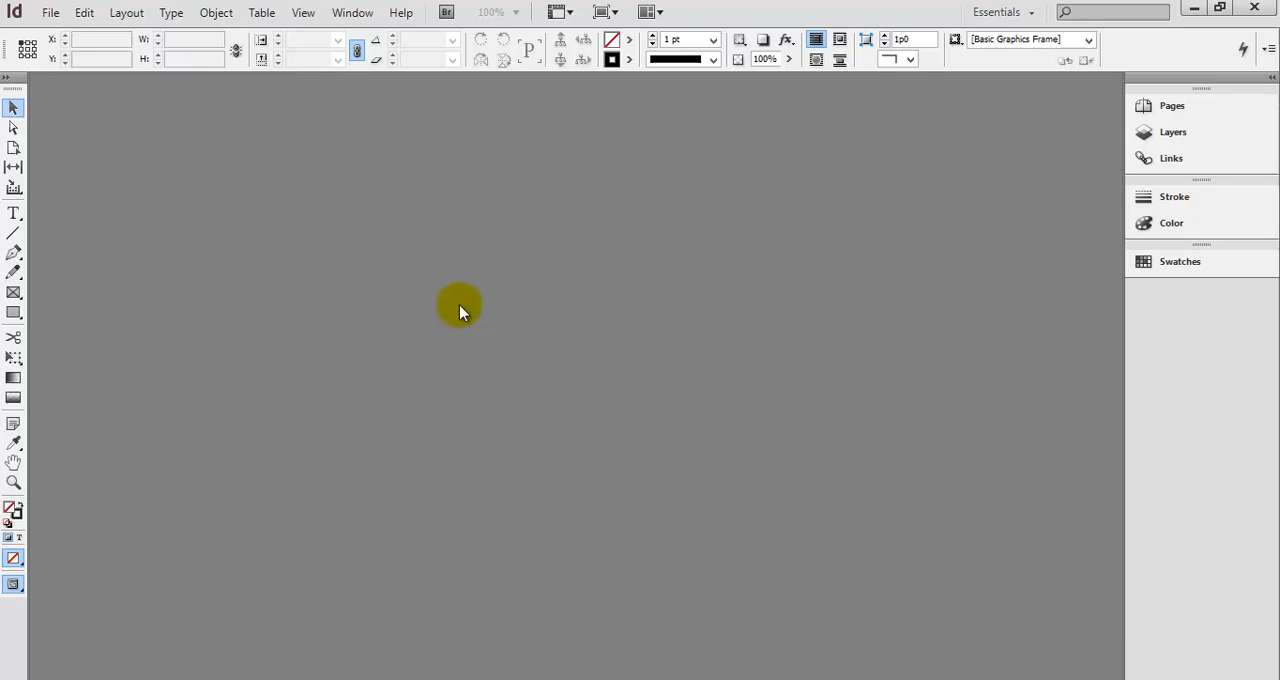 Id File Edit Layout Type Object Table View Window Help Br 100% Essentials
X: W: P 1 pt 1p0 [Basic Graphics Frame]
Y: H: 100% fx
Pages
Layers
Links
Stroke
Color
Swatches
T
T